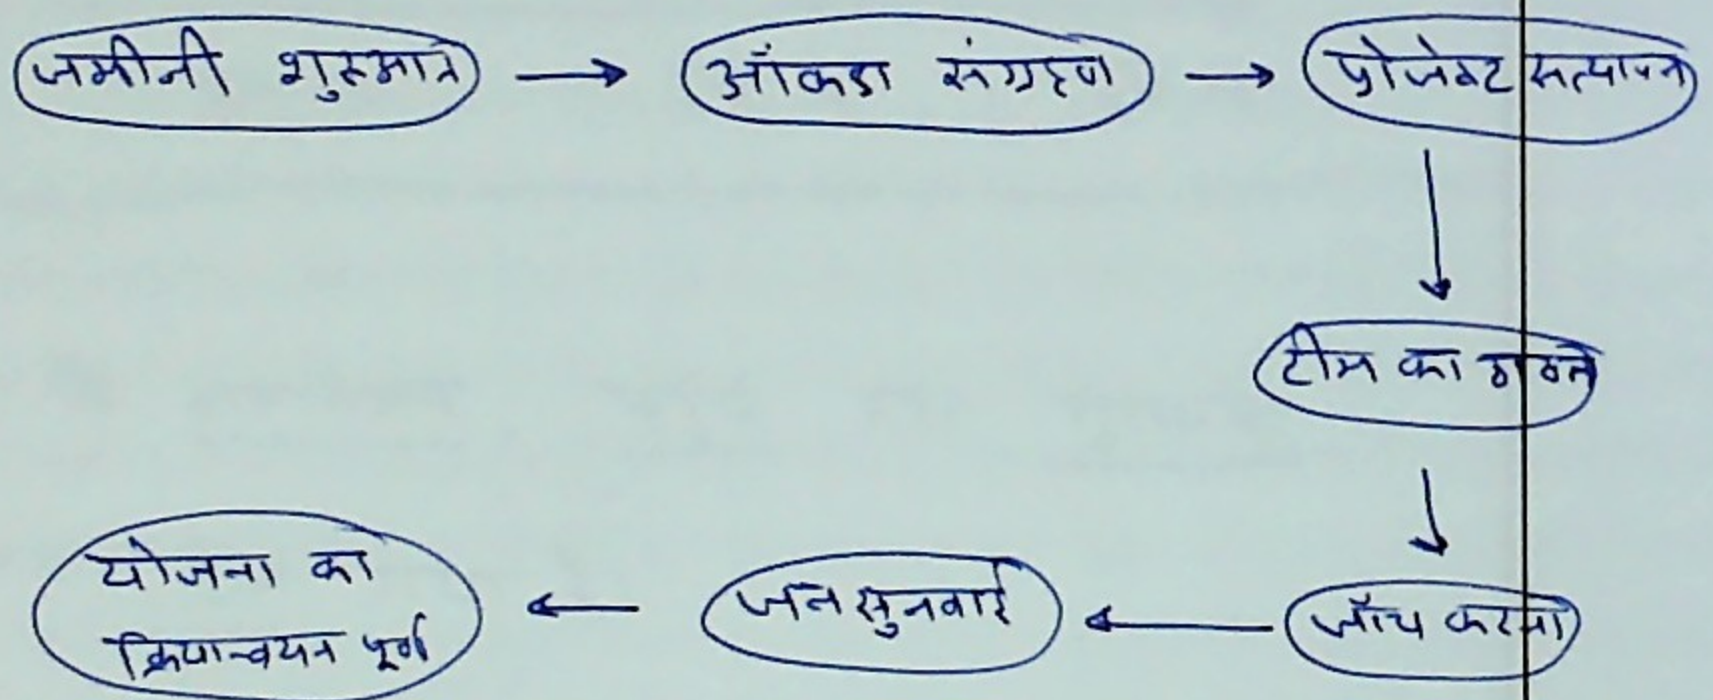 जमीनी शुरुआत → आँकडा संग्रहण → प्रोजेक्ट सत्यापन
टीम का गठन
योजना का
क्रियान्वयन पूर्ण ← जनसुनवाई ← जाँच करना